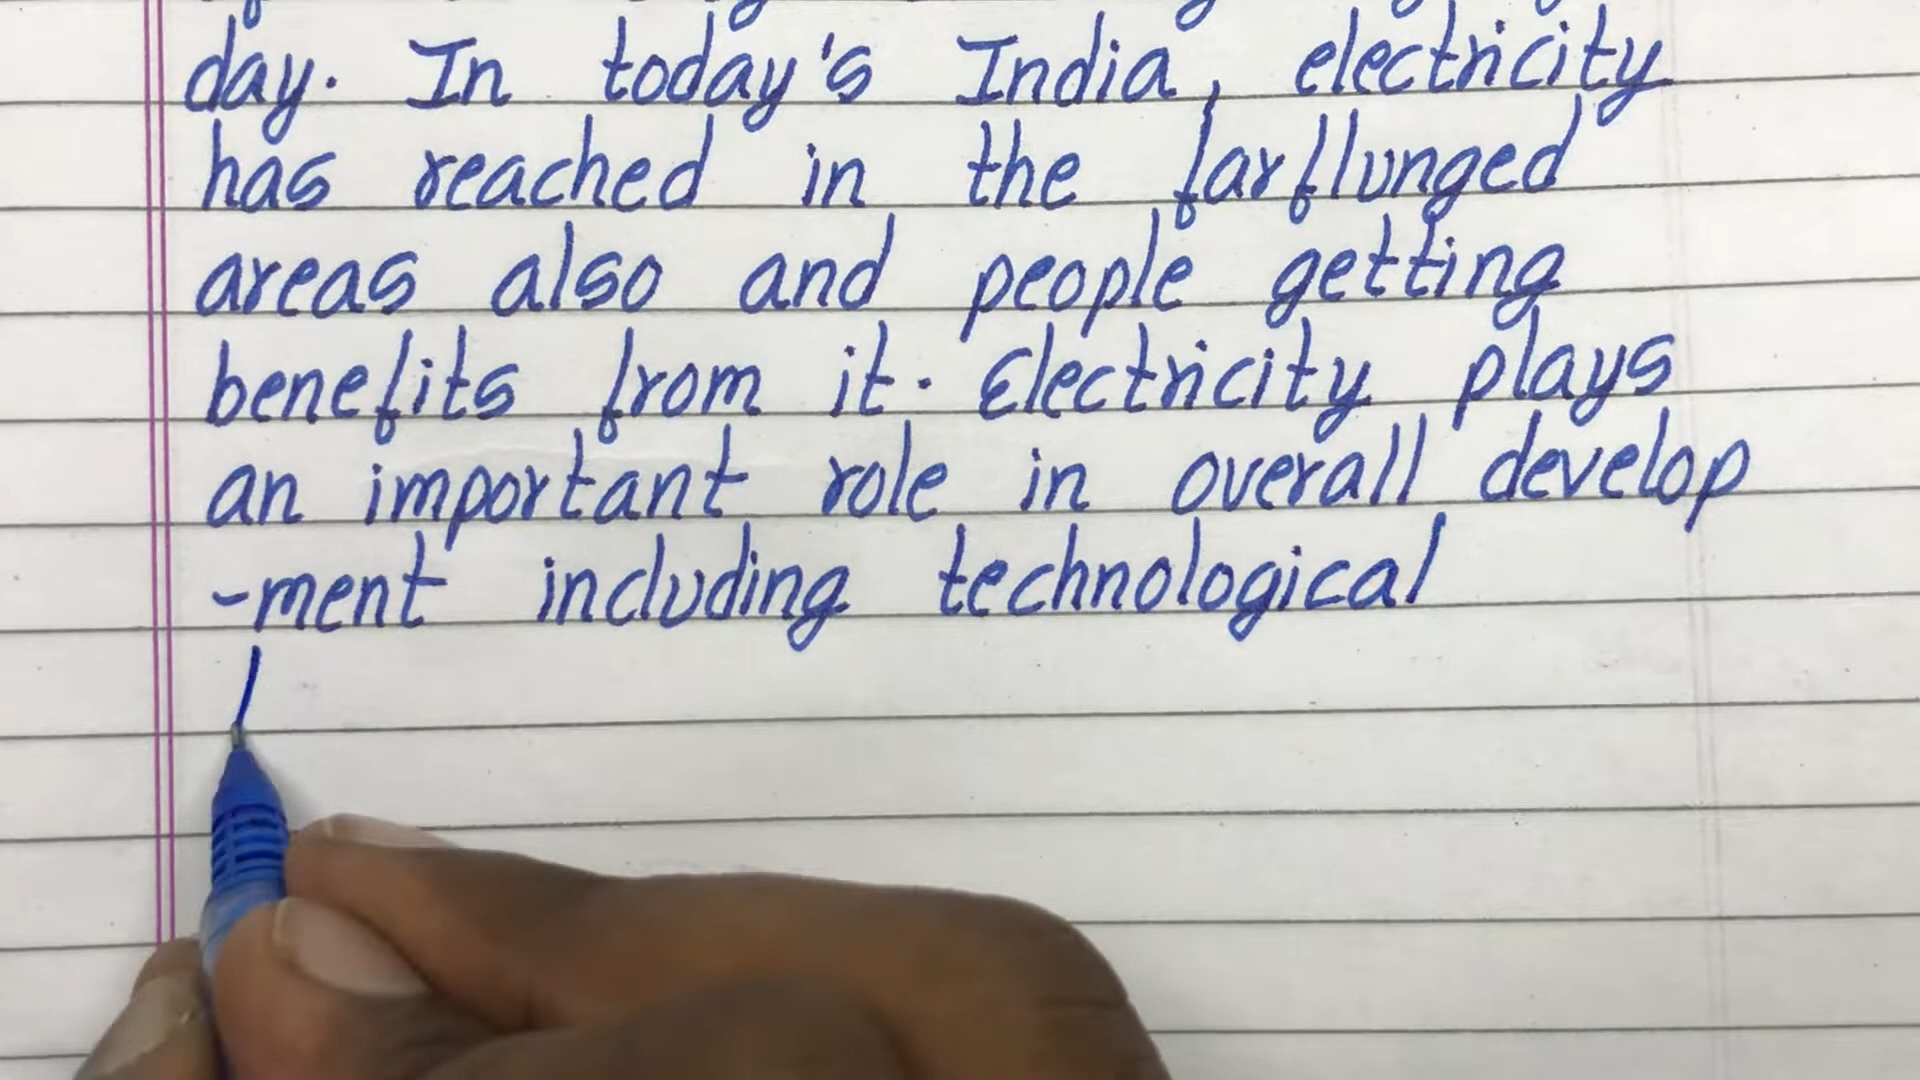 day. In today's India, electricity
has reached in the farflunged
areas also and people getting
benefits from it. Electricity plays
an important role in overall develop
-ment including technological